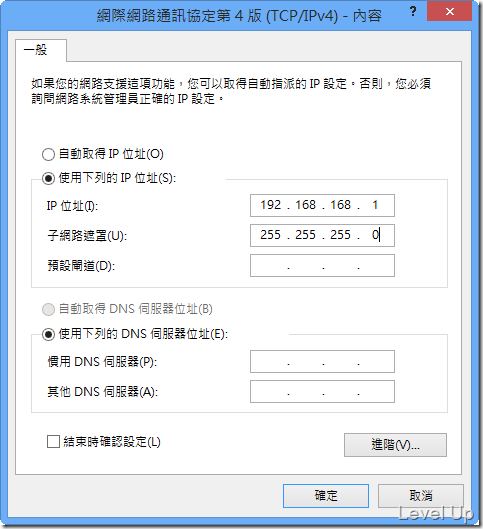 網際網路通訊協定第 4 版 (TCP/IPv4) - 內容
?
一般
如果您的網路支援這項功能，您可以取得自動指派的 IP 設定。否則，您必須
詢問網路系統管理員正確的 IP 設定。
自動取得 IP 位址(O)
使用下列的 IP 位址(S):
IP 位址(I):
192 . 168 . 168 . 1
子網路遮罩(U):
255 . 255 . 255 . 0
預設閘道(D):
. . .
自動取得 DNS 伺服器位址(B)
使用下列的 DNS 伺服器位址(E):
慣用 DNS 伺服器(P):
. . .
其他 DNS 伺服器(A):
. . .
結束時確認設定(L)
進階(V)...
確定
取消
Level Up